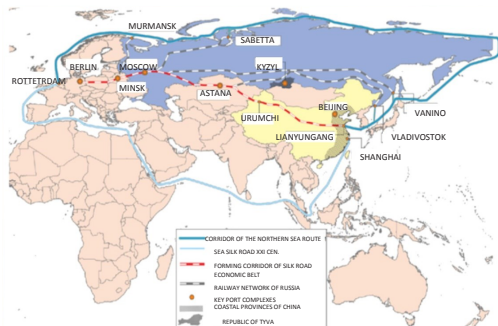 MURMANSK
SABETTA
BERLIN
MOSCOW
KYZYL
ROTTETRDAM
MINSK
ASTANA
BEIJING
URUMCHI
VANINO
LIANYUNGANG
VLADIVOSTOK
SHANGHAI
CORRIDOR OF THE NORTHERN SEA ROUTE
SEA SILK ROAD XXI CEN.
FORMING CORRIDOR OF SILK ROAD
ECONOMIC BELT
RAILWAY NETWORK OF RUSSIA
KEY PORT COMPLEXES
COASTAL PROVINCES OF CHINA
REPUBLIC OF TYVA